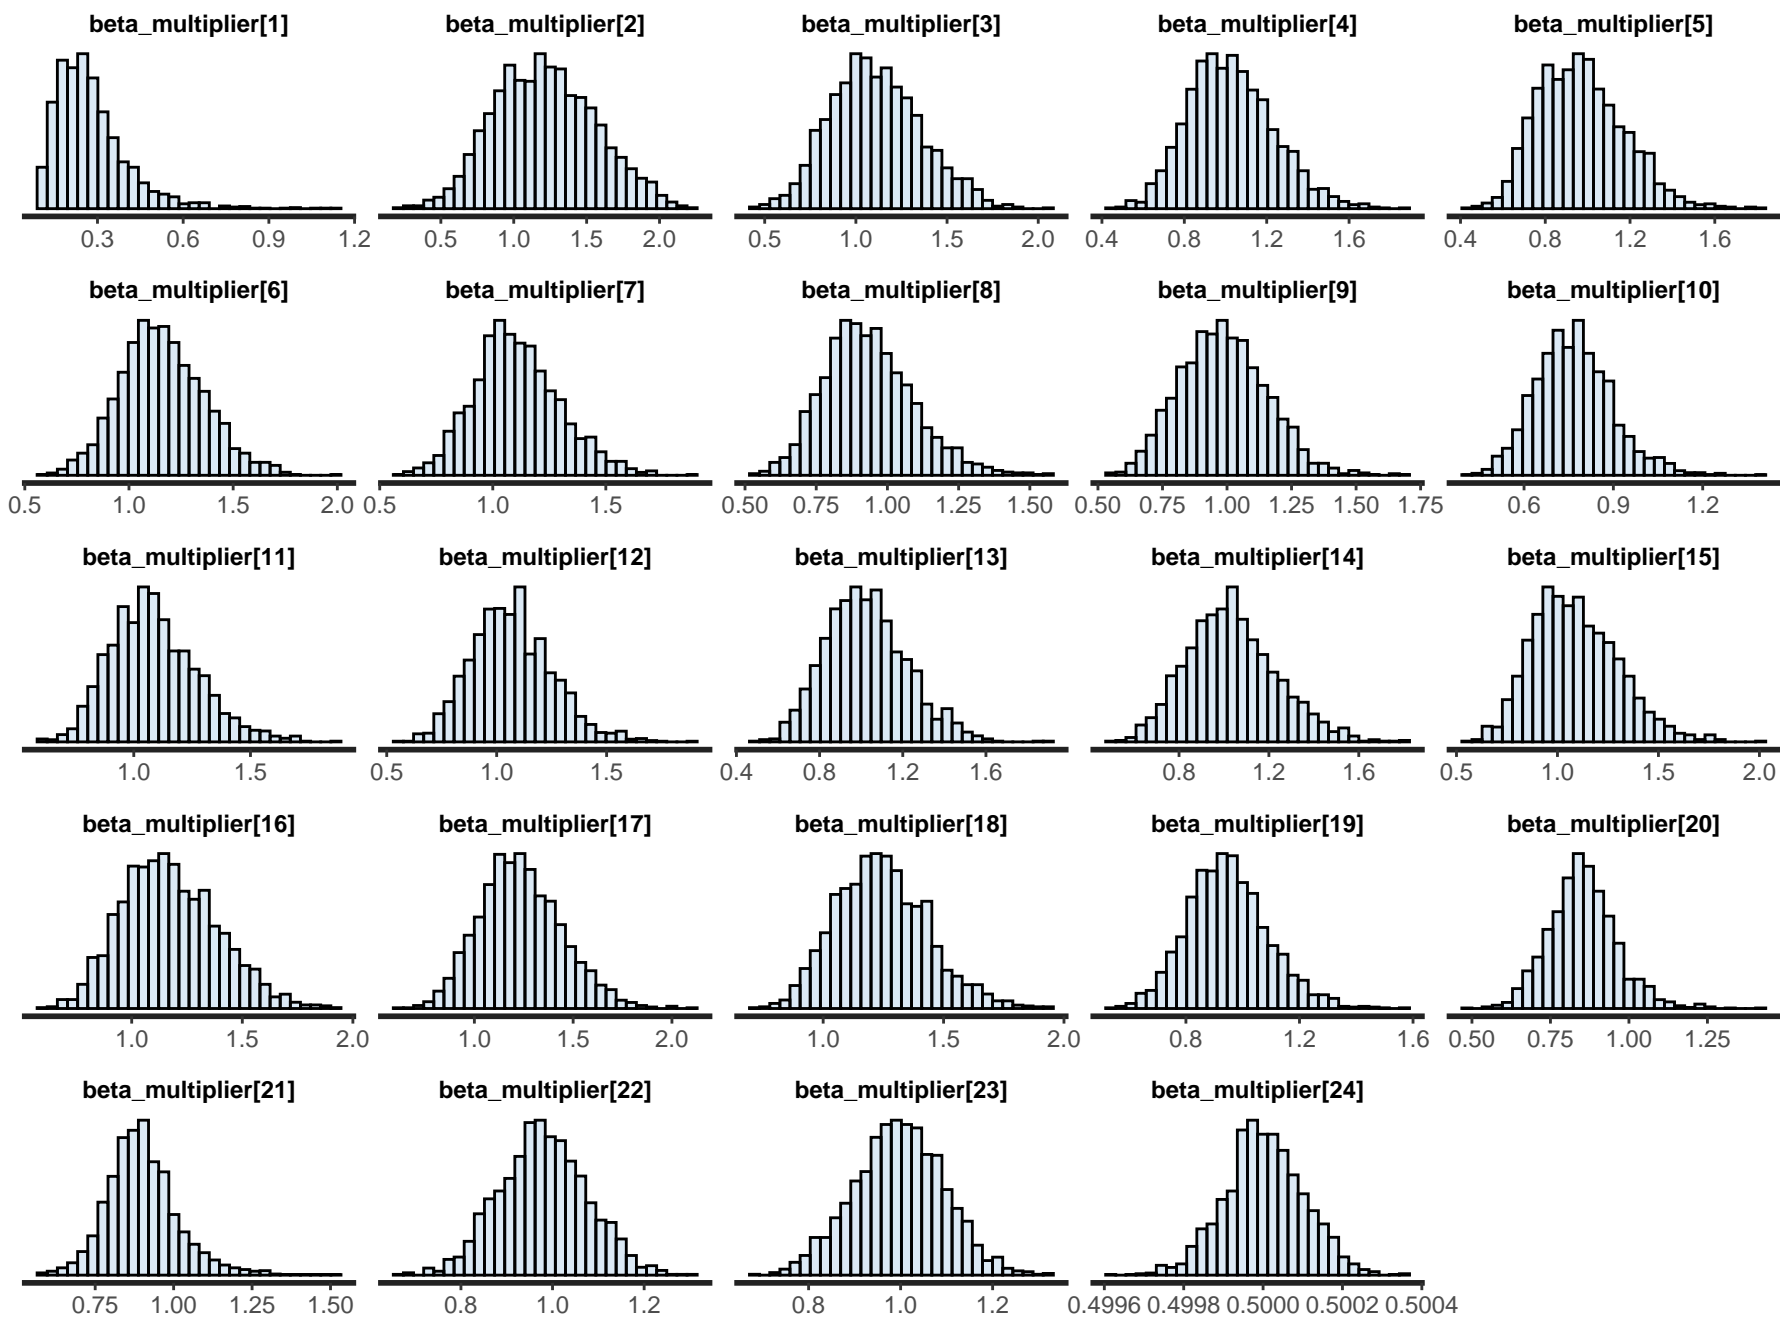 beta_multiplier[1] beta_multiplier[2] beta_multiplier[3] beta_multiplier[4] beta_multiplier[5]
0.3 0.6 0.9 1.2 0.5 1.0 1.5 2.0 0.5 1.0 1.5 2.0 0.4 0.8 1.2 1.6 0.4 0.8 1.2 1.6
beta_multiplier[6] beta_multiplier[7] beta_multiplier[8] beta_multiplier[9] beta_multiplier[10]
0.5 1.0 1.5 2.0 0.5 1.0 1.5 0.50 0.75 1.00 1.25 1.50 0.50 0.75 1.00 1.25 1.50 1.75 0.6 0.9 1.2
beta_multiplier[11] beta_multiplier[12] beta_multiplier[13] beta_multiplier[14] beta_multiplier[15]
1.0 1.5 0.5 1.0 1.5 0.4 0.8 1.2 1.6 0.8 1.2 1.6 0.5 1.0 1.5 2.0
beta_multiplier[16] beta_multiplier[17] beta_multiplier[18] beta_multiplier[19] beta_multiplier[20]
1.0 1.5 2.0 1.0 1.5 2.0 1.0 1.5 2.0 0.8 1.2 1.6 0.50 0.75 1.00 1.25
beta_multiplier[21] beta_multiplier[22] beta_multiplier[23] beta_multiplier[24]
0.75 1.00 1.25 1.50 0.8 1.0 1.2 0.8 1.0 1.2 0.4996 0.4998 0.5000 0.5002 0.5004